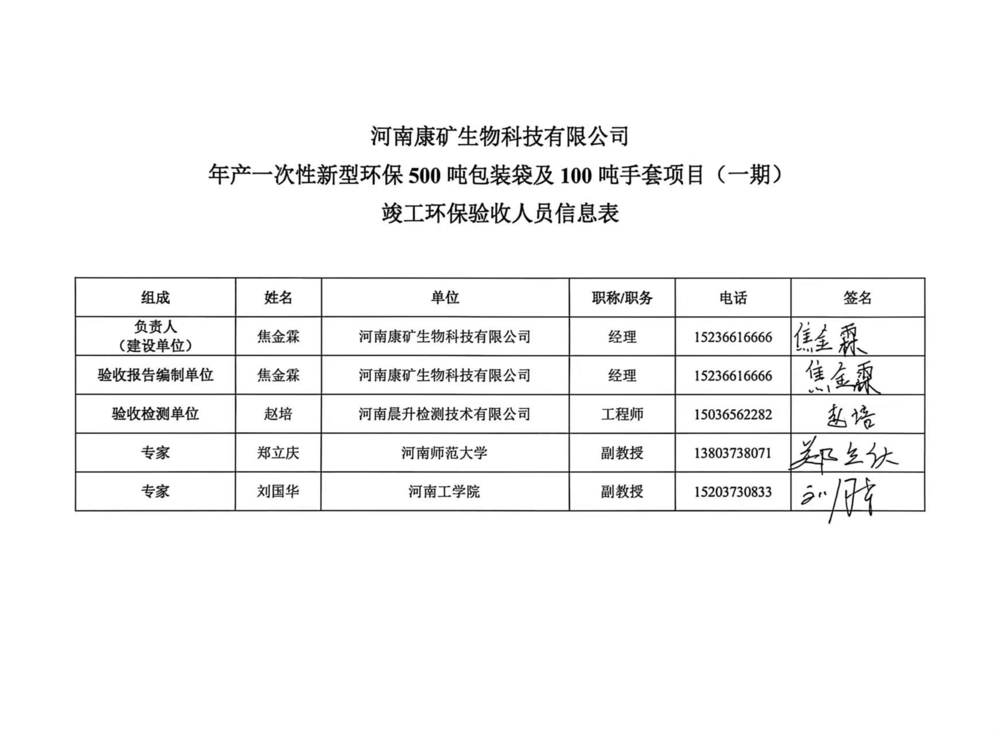 河南康矿生物科技有限公司
年产一次性新型环保 500 吨包装袋及 100 吨手套项目（一期）
竣工环保验收人员信息表
组成 姓名 单位 职称/职务 电话 签名
负责人
（建设单位） 焦金霖 河南康矿生物科技有限公司 经理 15236616666 焦金霖
验收报告编制单位 焦金霖 河南康矿生物科技有限公司 经理 15236616666 焦金霖
验收检测单位 赵培 河南晨升检测技术有限公司 工程师 15036562282 赵培
专家 郑立庆 河南师范大学 副教授 13803738071 郑立庆
专家 刘国华 河南工学院 副教授 15203730833 刘国华